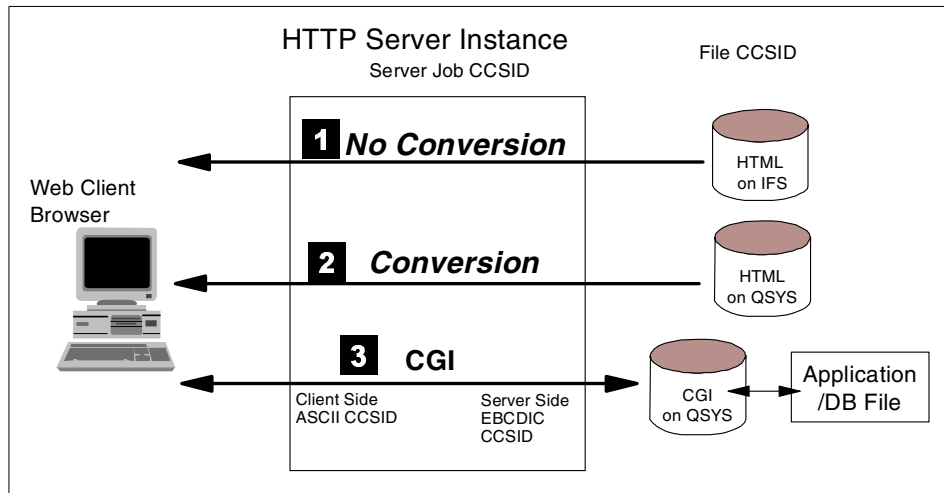 HTTP Server Instance
Server Job CCSID
File CCSID
1 No Conversion
HTML
on IFS
Web Client
Browser
2 Conversion
HTML
on QSYS
3 CGI
Client Side
ASCII CCSID
Server Side
EBCDIC
CCSID
CGI
on QSYS
Application
/DB File